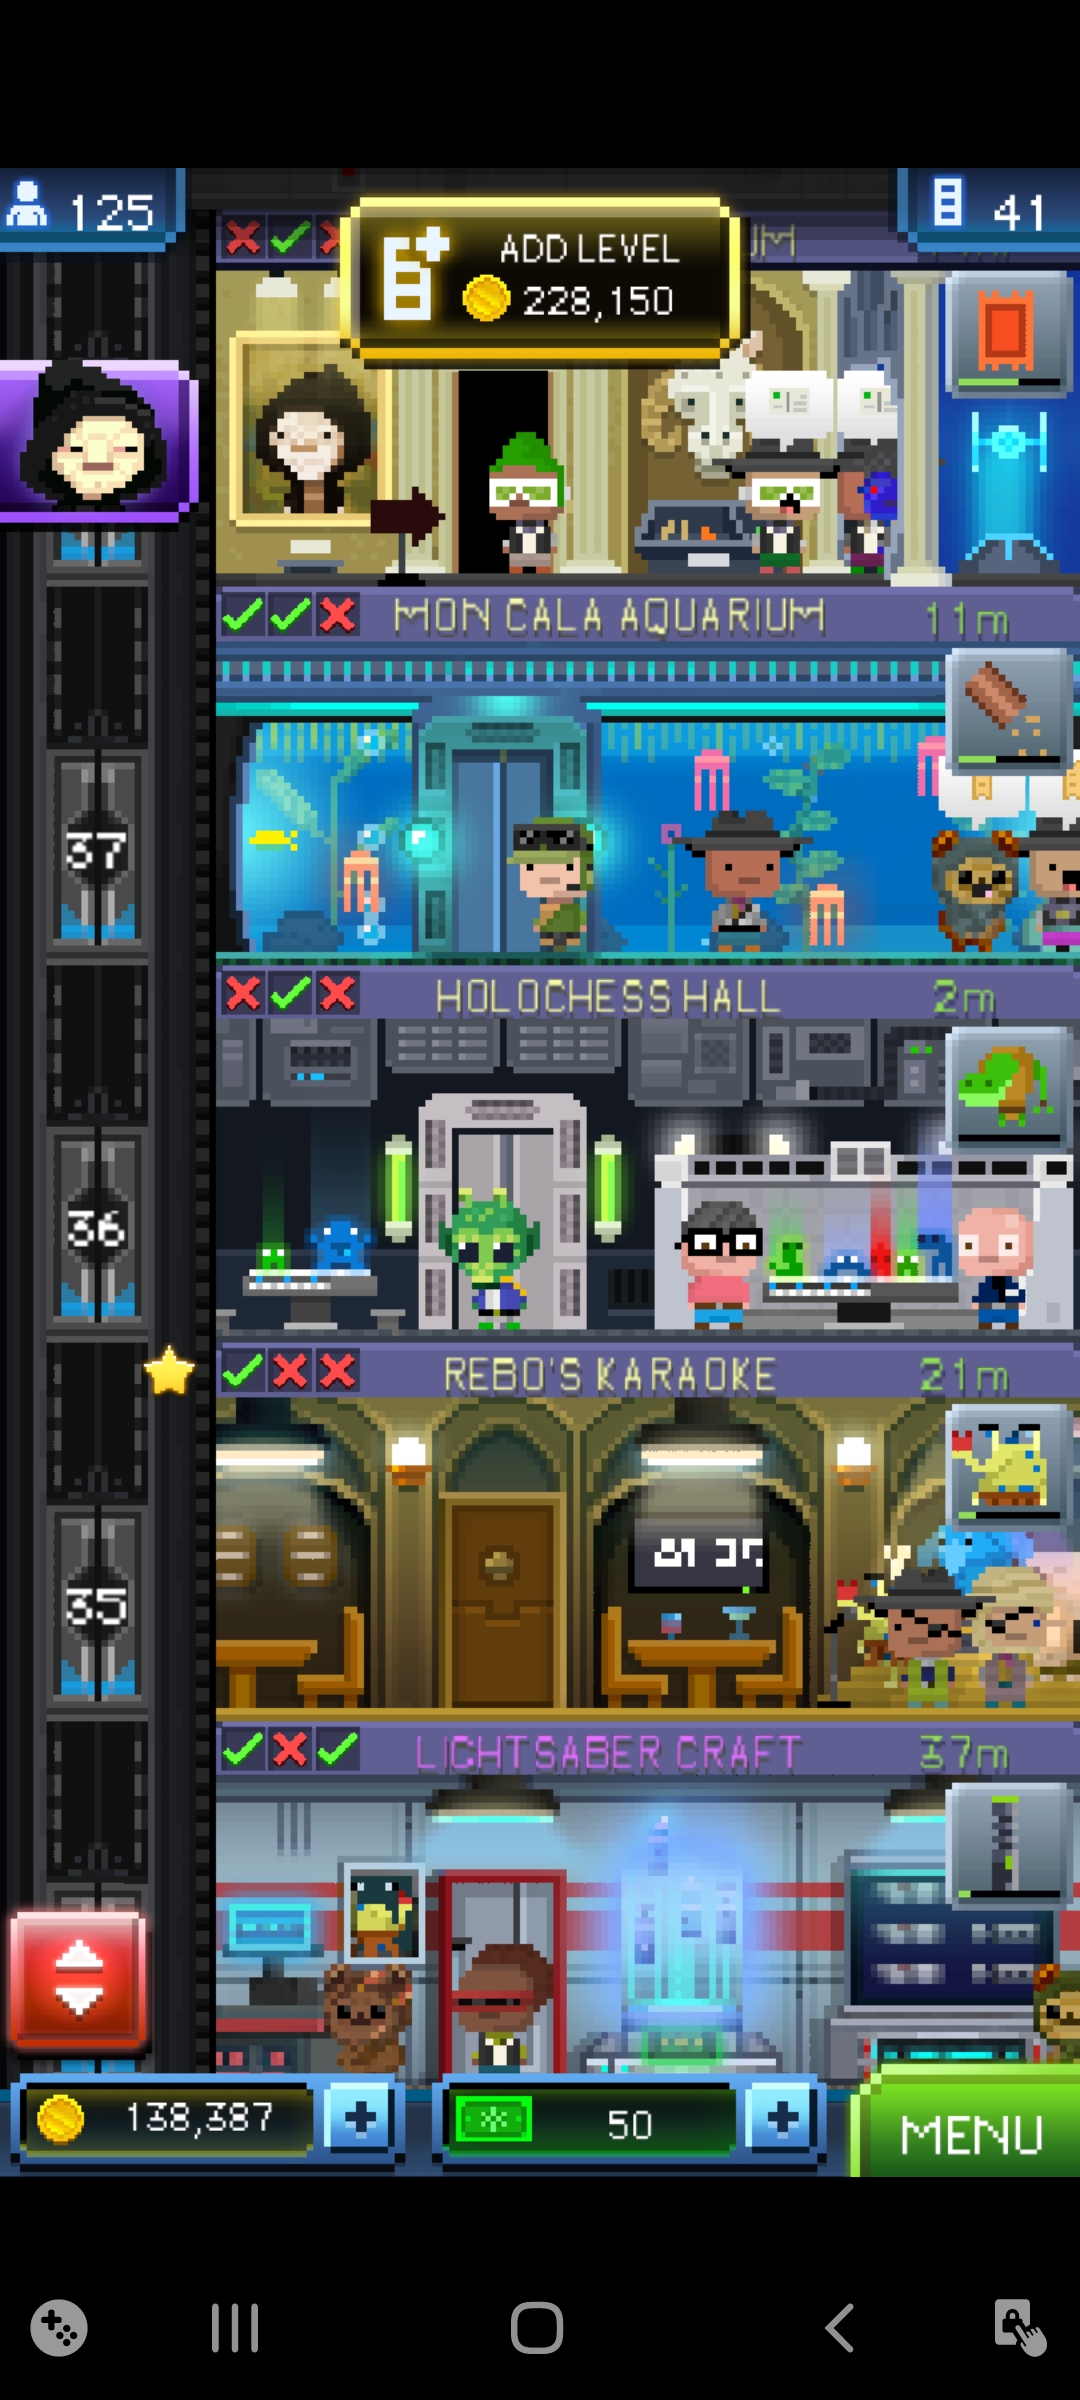 125
41
ADD LEVEL
228,150
UM
MON CALA AQUARIUM 11m
37
HOLOCHESS HALL 2m
36
REBO'S KARAOKE 21m
35
LIGHTSABER CRAFT 37m
138,387
50
MENU